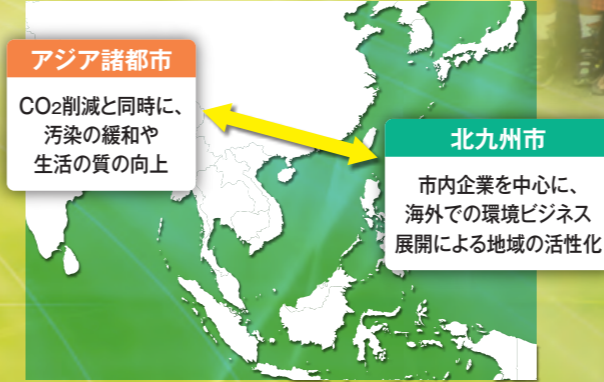 アジア諸都市
CO2削減と同時に、
汚染の緩和や
生活の質の向上
北九州市
市内企業を中心に、
海外での環境ビジネス
展開による地域の活性化